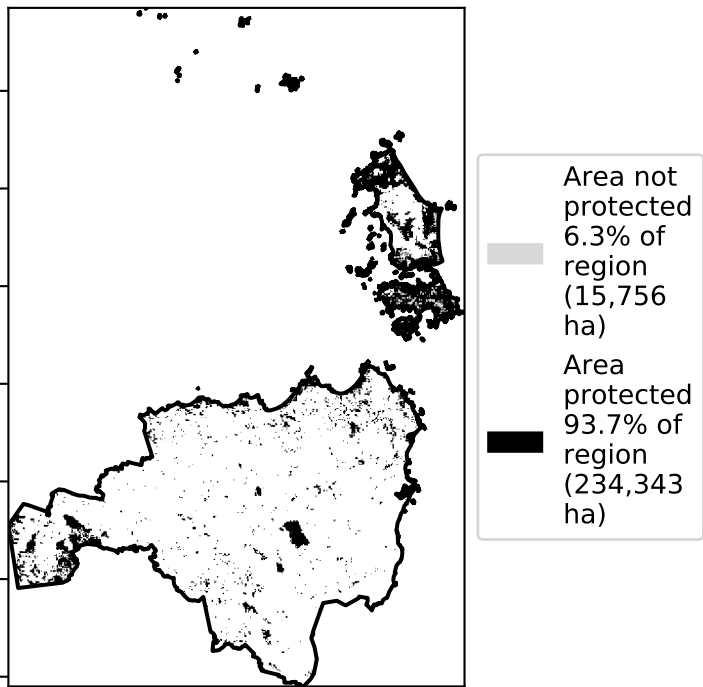 Area not
protected
6.3% of
region
(15,756
ha)
Area
protected
93.7% of
region
(234,343
ha)